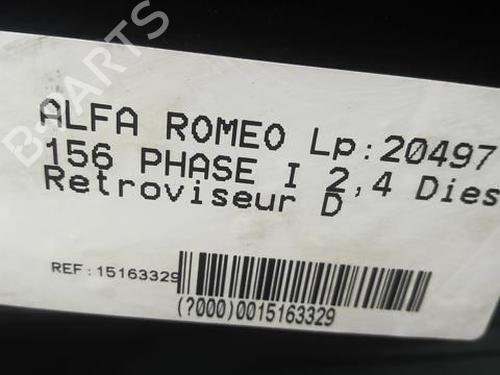 ALFA ROMEO Lp:20497
156 PHASE I 2,4 Dies
Retroviseur D
REF:15163329
(?000)0015163329
B-PARTS